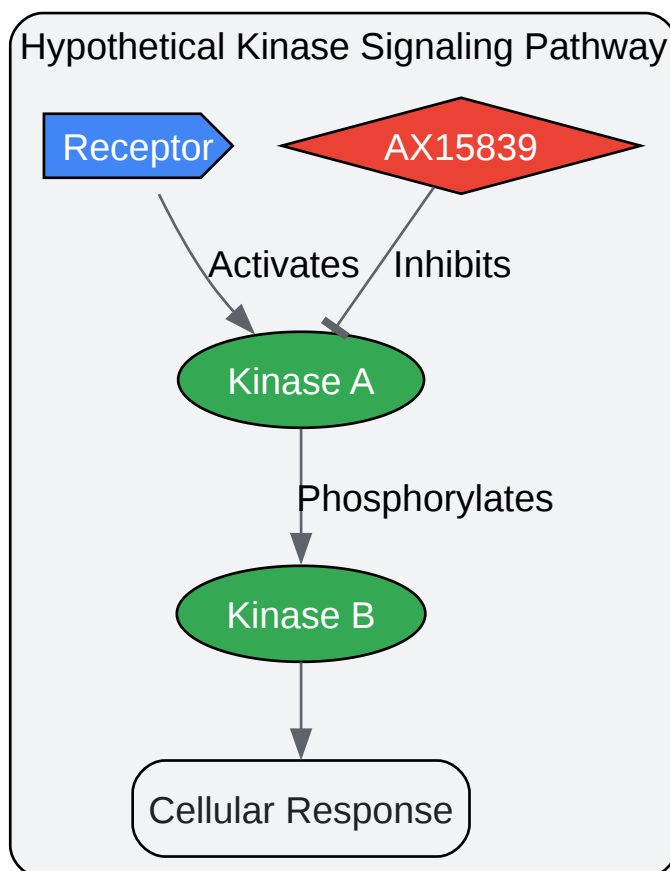 Hypothetical Kinase Signaling Pathway
Receptor
AX15839
Activates
Inhibits
Kinase A
Phosphorylates
Kinase B
Cellular Response